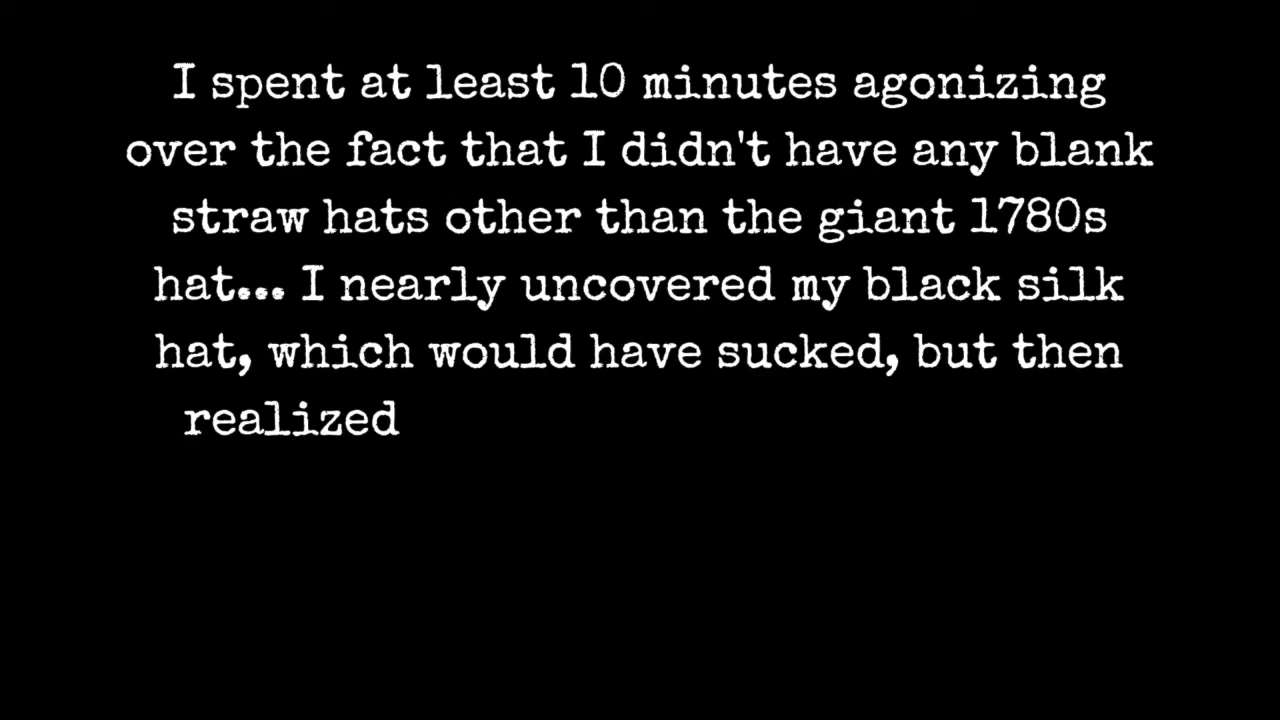 I spent at least 10 minutes agonizing
over the fact that I didn't have any blank
straw hats other than the giant 1780s
hat... I nearly uncovered my black silk
hat, which would have sucked, but then
realized